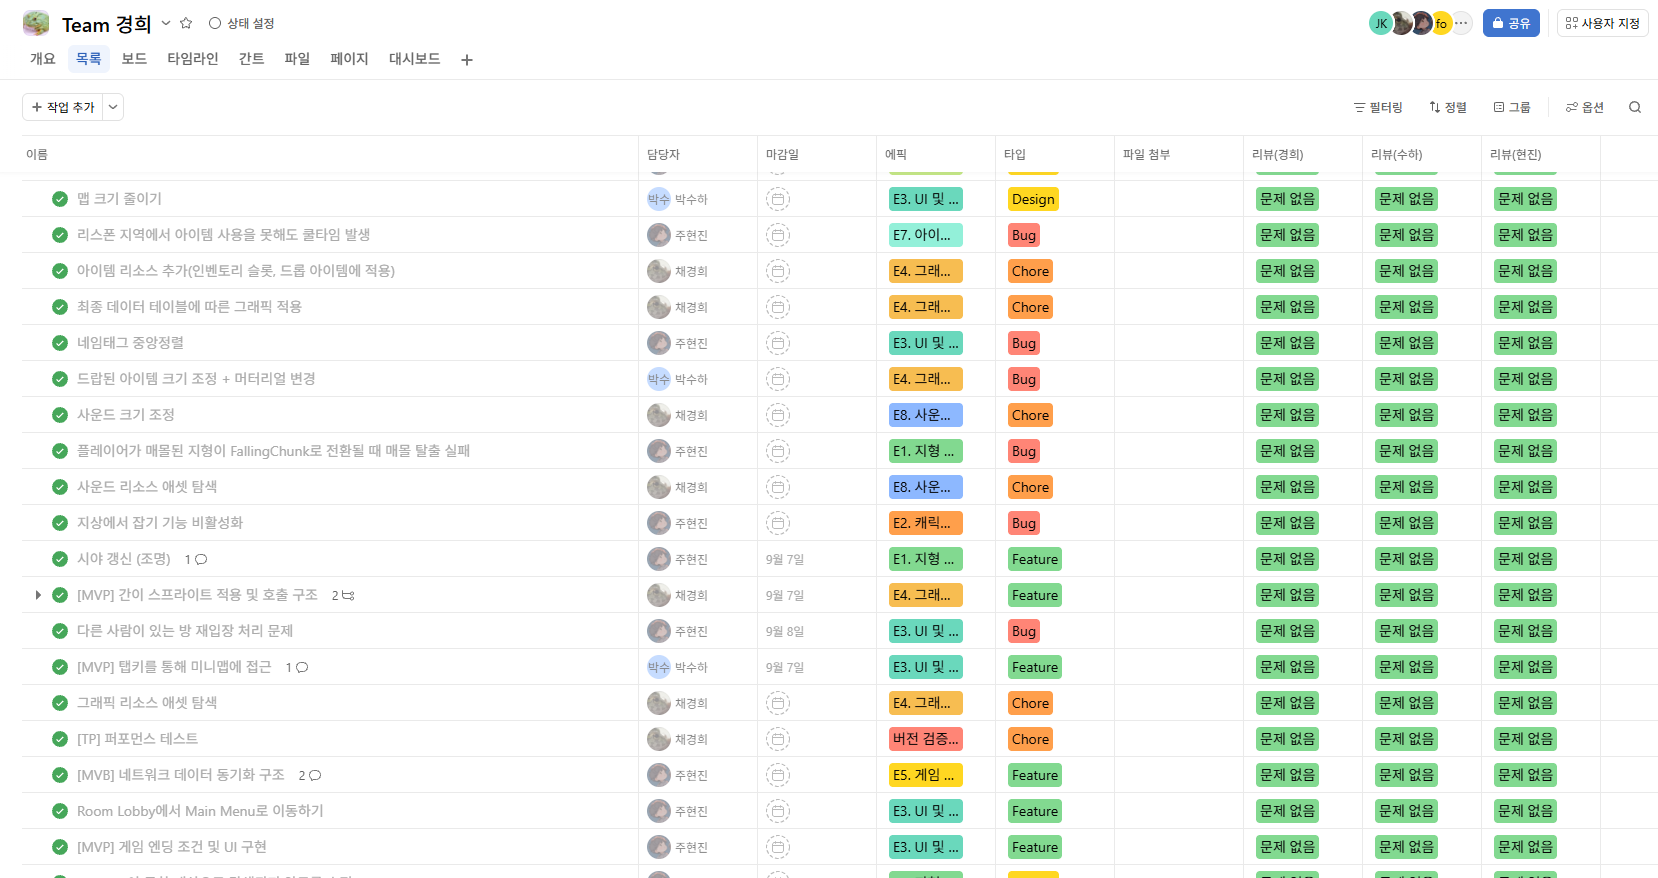 Team 경희
상태 설정
JK
fo
공유
사용자 지정
개요 목록 보드 타임라인 간트 파일 페이지 대시보드
작업 추가
필터링 정렬 그룹 옵션
이름 담당자 마감일 에픽 타입 파일 첨부 리뷰(경희) 리뷰(수하) 리뷰(현진)
맵 크기 줄이기 박수 박수하 E3. UI 및 ... Design 문제 없음 문제 없음 문제 없음
리스폰 지역에서 아이템 사용을 못해도 쿨타임 발생 주현진 E7. 아이... Bug 문제 없음 문제 없음 문제 없음
아이템 리소스 추가(인벤토리 슬롯, 드롭 아이템에 적용) 채경희 E4. 그래... Chore 문제 없음 문제 없음 문제 없음
최종 데이터 테이블에 따른 그래픽 적용 채경희 E4. 그래... Chore 문제 없음 문제 없음 문제 없음
네임태그 중앙정렬 주현진 E3. UI 및 ... Bug 문제 없음 문제 없음 문제 없음
드랍된 아이템 크기 조정 + 머터리얼 변경 박수 박수하 E4. 그래... Bug 문제 없음 문제 없음 문제 없음
사운드 크기 조정 채경희 E8. 사운... Chore 문제 없음 문제 없음 문제 없음
플레이어가 매몰된 지형이 FallingChunk로 전환될 때 매몰 탈출 실패 주현진 E1. 지형 ... Bug 문제 없음 문제 없음 문제 없음
사운드 리소스 애셋 탐색 채경희 E8. 사운... Chore 문제 없음 문제 없음 문제 없음
지상에서 잡기 기능 비활성화 주현진 E2. 캐릭... Bug 문제 없음 문제 없음 문제 없음
시야 갱신 (조명) 1 주현진 9월 7일 E1. 지형 ... Feature 문제 없음 문제 없음 문제 없음
[MVP] 간이 스프라이트 적용 및 호출 구조 2 채경희 9월 7일 E4. 그래... Feature 문제 없음 문제 없음 문제 없음
다른 사람이 있는 방 재입장 처리 문제 주현진 9월 8일 E3. UI 및 ... Bug 문제 없음 문제 없음 문제 없음
[MVP] 탭키를 통해 미니맵에 접근 1 박수 박수하 9월 7일 E3. UI 및 ... Feature 문제 없음 문제 없음 문제 없음
그래픽 리소스 애셋 탐색 채경희 E4. 그래... Chore 문제 없음 문제 없음 문제 없음
[TP] 퍼포먼스 테스트 채경희 버전 검증... Chore 문제 없음 문제 없음 문제 없음
[MVB] 네트워크 데이터 동기화 구조 2 주현진 E5. 게임 ... Feature 문제 없음 문제 없음 문제 없음
Room Lobby에서 Main Menu로 이동하기 주현진 E3. UI 및 ... Feature 문제 없음 문제 없음 문제 없음
[MVP] 게임 엔딩 조건 및 UI 구현 주현진 E3. UI 및 ... Feature 문제 없음 문제 없음 문제 없음